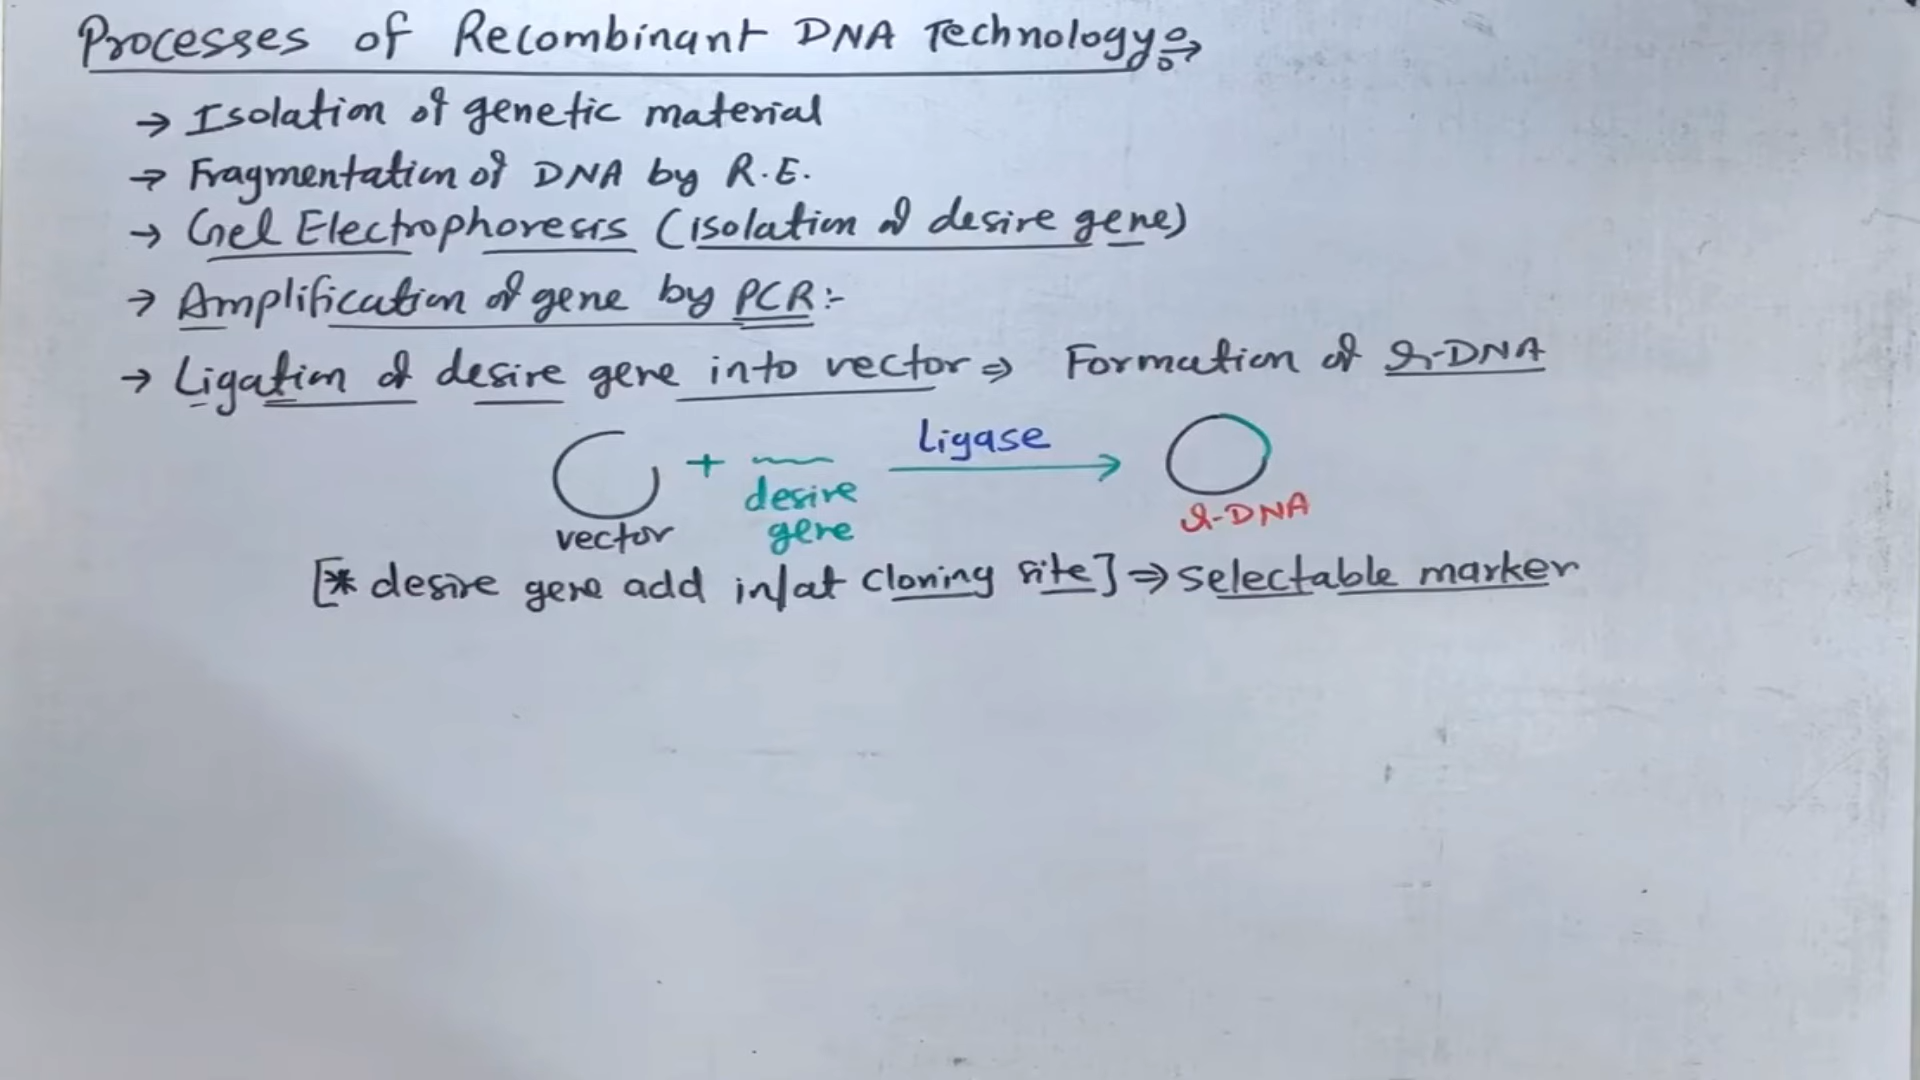 Processes of Recombinant DNA Technology:→
→ Isolation of genetic material
→ Fragmentation of DNA by R.E.
→ Gel Electrophoresis (isolation of desire gene)
→ Amplification of gene by PCR:-
→ Ligation of desire gene into vector ⇒ Formation of r-DNA
vector + desire gene Ligase → r-DNA
[* desire gene add in/at cloning site] ⇒ selectable marker